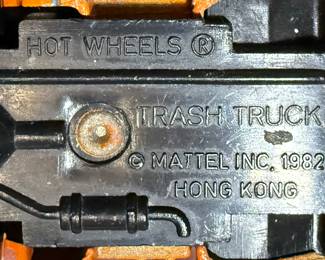 HOT WHEELS ®
TRASH TRUCK
© MATTEL INC. 1982
HONG KONG